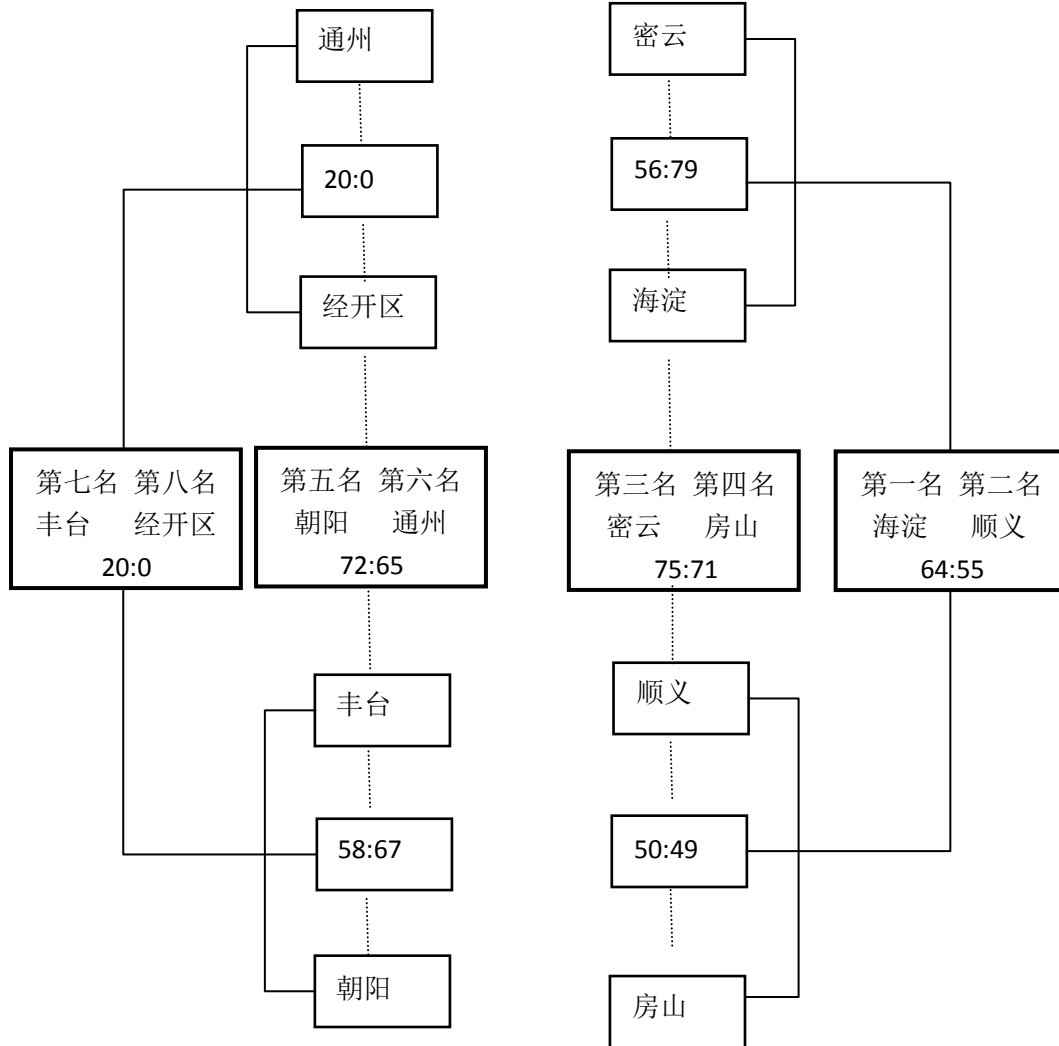 通州
密云
20:0
56:79
经开区
海淀
第七名 第八名
丰台 经开区
20:0
第五名 第六名
朝阳 通州
72:65
第三名 第四名
密云 房山
75:71
第一名 第二名
海淀 顺义
64:55
丰台
顺义
58:67
50:49
朝阳
房山